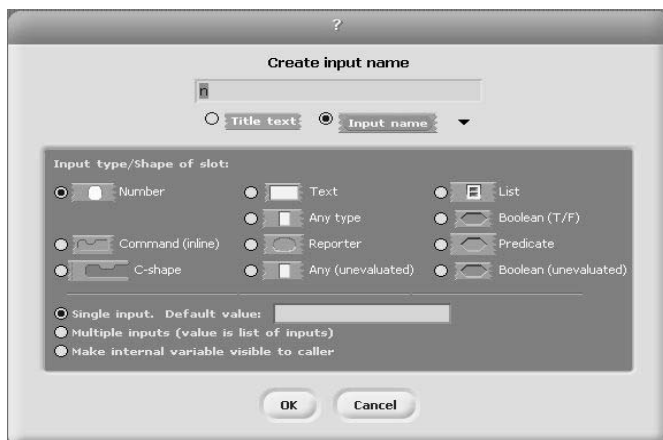 ?
Create input name
n
Title text Input name
Input type/Shape of slot:
Number Text List
Any type Boolean (T/F)
Command (inline) Reporter Predicate
C-shape Any (unevaluated) Boolean (unevaluated)
Single input. Default value:
Multiple inputs (value is list of inputs)
Make internal variable visible to caller
OK Cancel